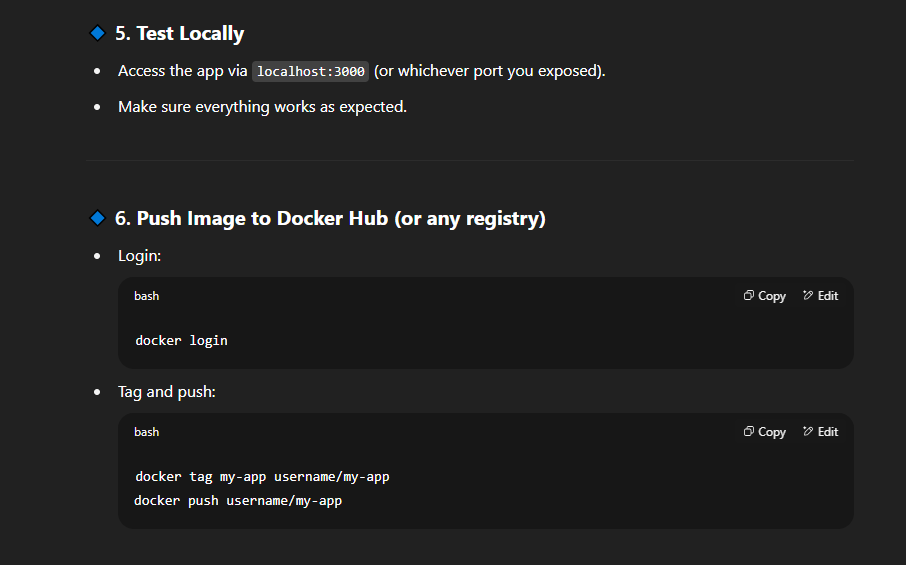 5. Test Locally
Access the app via localhost:3000 (or whichever port you exposed).
Make sure everything works as expected.
6. Push Image to Docker Hub (or any registry)
Login:
bash Copy Edit
docker login
Tag and push:
bash Copy Edit
docker tag my-app username/my-app
docker push username/my-app